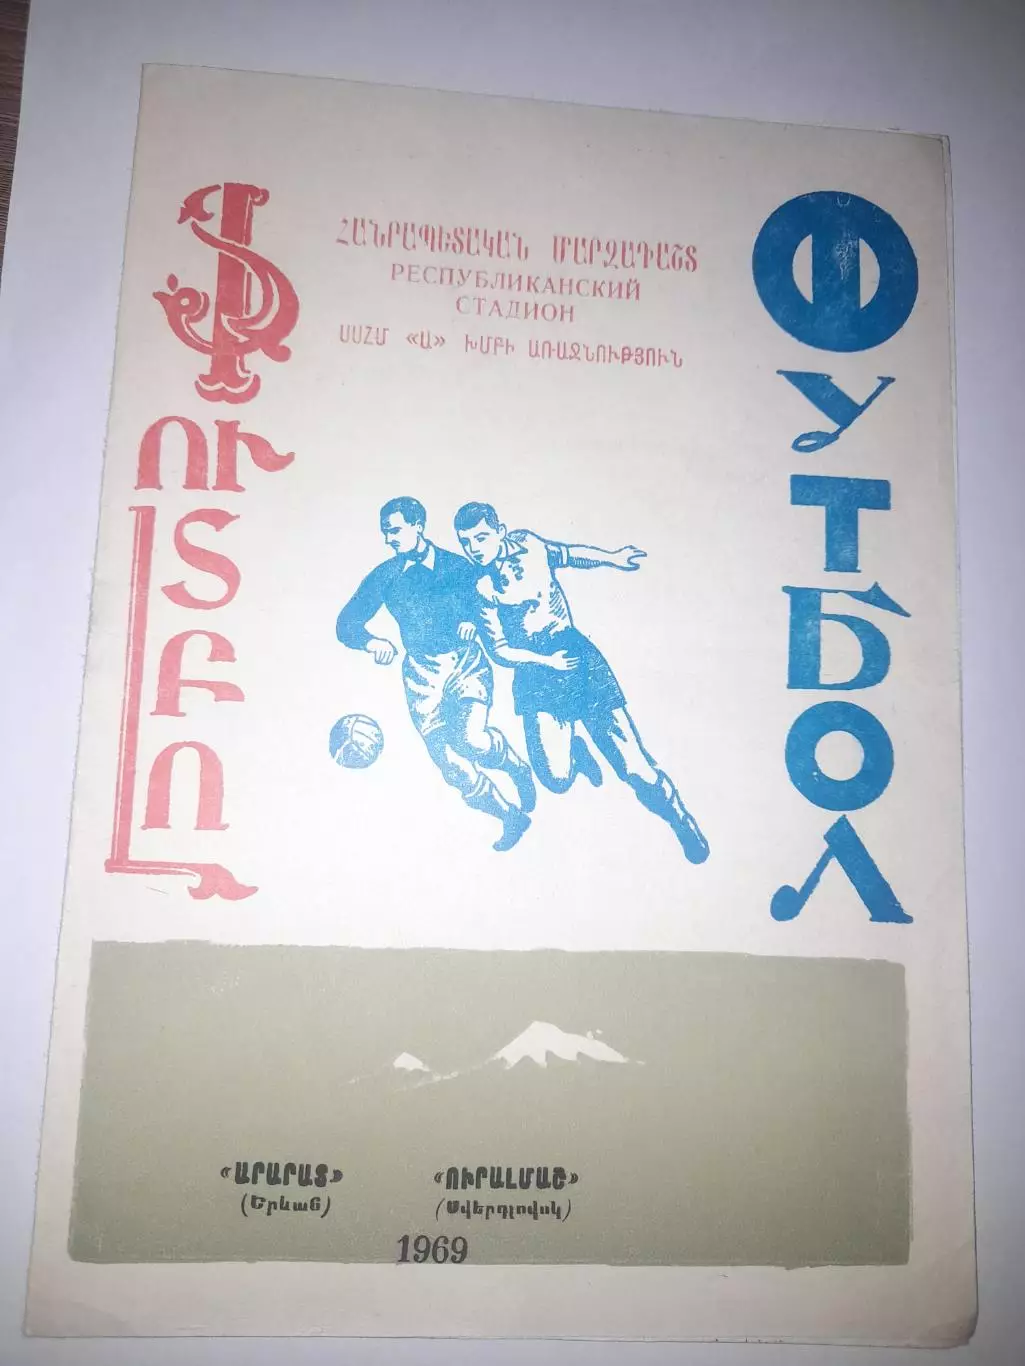 ՀԱՆՐԱՊԵՏԱԿԱՆ ՄԱՐԶԱԴԱՇՏ
РЕСПУБЛИКАНСКИЙ
СТАДИОН
ՍՍՀՄ «Ա» ԽՄԲԻ ԱՌԱՋՆՈՒԹՅՈՒՆ
ՖՈՒՏԲՈԼ
ФУТБОЛ
«ԱՐԱՐԱՏ» «ՈՒՐԱԼՄԱՇ»
(Երևան) (Սվերդլովսկ)
1969